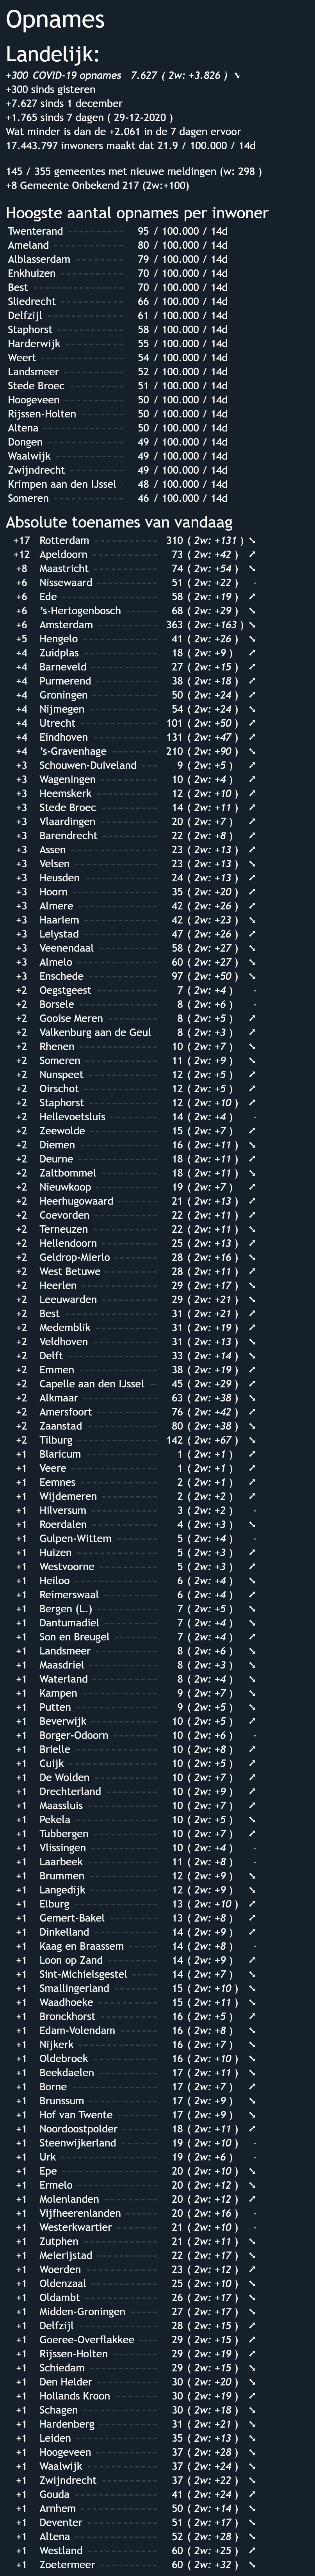 Opnames
Landelijk:
+300 COVID-19 opnames 7.627 ( 2w: +3.826 ) ⤡
+300 sinds gisteren
+7.627 sinds 1 december
+1.765 sinds 7 dagen ( 29-12-2020 )
Wat minder is dan de +2.061 in de 7 dagen ervoor
17.443.797 inwoners maakt dat 21.9 / 100.000 / 14d
145 / 355 gemeentes met nieuwe meldingen (w: 298 )
+8 Gemeente Onbekend 217 (2w:+100)
Hoogste aantal opnames per inwoner
Twenterand 95 / 100.000 / 14d
Ameland 80 / 100.000 / 14d
Alblasserdam 79 / 100.000 / 14d
Enkhuizen 70 / 100.000 / 14d
Best 70 / 100.000 / 14d
Sliedrecht 66 / 100.000 / 14d
Delfzijl 61 / 100.000 / 14d
Staphorst 58 / 100.000 / 14d
Harderwijk 55 / 100.000 / 14d
Weert 54 / 100.000 / 14d
Landsmeer 52 / 100.000 / 14d
Stede Broec 51 / 100.000 / 14d
Hoogeveen 50 / 100.000 / 14d
Rijssen-Holten 50 / 100.000 / 14d
Altena 50 / 100.000 / 14d
Dongen 49 / 100.000 / 14d
Waalwijk 49 / 100.000 / 14d
Zwijndrecht 49 / 100.000 / 14d
Krimpen aan den IJssel 48 / 100.000 / 14d
Someren 46 / 100.000 / 14d
Absolute toenames van vandaag
+17 Rotterdam 310 ( 2w: +131 )
+12 Apeldoorn 73 ( 2w: +42 )
+8 Maastricht 74 ( 2w: +54 )
+6 Nissewaard 51 ( 2w: +22 ) -
+6 Ede 58 ( 2w: +19 )
+6 's-Hertogenbosch 68 ( 2w: +29 )
+6 Amsterdam 363 ( 2w: +163 )
+5 Hengelo 41 ( 2w: +26 )
+4 Zuidplas 18 ( 2w: +9 )
+4 Barneveld 27 ( 2w: +15 )
+4 Purmerend 38 ( 2w: +18 )
+4 Groningen 50 ( 2w: +24 )
+4 Nijmegen 54 ( 2w: +24 )
+4 Utrecht 101 ( 2w: +50 )
+4 Eindhoven 131 ( 2w: +47 )
+4 's-Gravenhage 210 ( 2w: +90 )
+3 Schouwen-Duiveland 9 ( 2w: +5 )
+3 Wageningen 10 ( 2w: +4 )
+3 Heemskerk 12 ( 2w: +10 )
+3 Stede Broec 14 ( 2w: +11 )
+3 Vlaardingen 20 ( 2w: +7 )
+3 Barendrecht 22 ( 2w: +8 )
+3 Assen 23 ( 2w: +13 )
+3 Velsen 23 ( 2w: +13 )
+3 Heusden 24 ( 2w: +13 )
+3 Hoorn 35 ( 2w: +20 )
+3 Almere 42 ( 2w: +26 )
+3 Haarlem 42 ( 2w: +23 )
+3 Lelystad 47 ( 2w: +26 )
+3 Veenendaal 58 ( 2w: +27 )
+3 Almelo 60 ( 2w: +27 )
+3 Enschede 97 ( 2w: +50 )
+2 Oegstgeest 7 ( 2w: +4 ) -
+2 Borsele 8 ( 2w: +6 ) -
+2 Gooise Meren 8 ( 2w: +5 )
+2 Valkenburg aan de Geul 8 ( 2w: +3 )
+2 Rhenen 10 ( 2w: +7 )
+2 Someren 11 ( 2w: +9 )
+2 Nunspeet 12 ( 2w: +5 )
+2 Oirschot 12 ( 2w: +5 )
+2 Staphorst 12 ( 2w: +10 )
+2 Hellevoetsluis 14 ( 2w: +4 ) -
+2 Zeewolde 15 ( 2w: +7 )
+2 Diemen 16 ( 2w: +11 )
+2 Deurne 18 ( 2w: +11 )
+2 Zaltbommel 18 ( 2w: +11 )
+2 Nieuwkoop 19 ( 2w: +7 )
+2 Heerhugowaard 21 ( 2w: +13 )
+2 Coevorden 22 ( 2w: +11 )
+2 Terneuzen 22 ( 2w: +11 )
+2 Hellendoorn 25 ( 2w: +13 )
+2 Geldrop-Mierlo 28 ( 2w: +16 )
+2 West Betuwe 28 ( 2w: +11 )
+2 Heerlen 29 ( 2w: +17 )
+2 Leeuwarden 29 ( 2w: +21 )
+2 Best 31 ( 2w: +21 )
+2 Medemblik 31 ( 2w: +19 )
+2 Veldhoven 31 ( 2w: +13 )
+2 Delft 33 ( 2w: +14 )
+2 Emmen 38 ( 2w: +19 )
+2 Capelle aan den IJssel 45 ( 2w: +29 )
+2 Alkmaar 63 ( 2w: +38 )
+2 Amersfoort 76 ( 2w: +42 )
+2 Zaanstad 80 ( 2w: +38 )
+2 Tilburg 142 ( 2w: +67 )
+1 Blaricum 1 ( 2w: +1 )
+1 Veere 1 ( 2w: +1 )
+1 Eemnes 2 ( 2w: +1 )
+1 Wijdemeren 2 ( 2w: +2 )
+1 Hilversum 3 ( 2w: +2 ) -
+1 Roerdalen 4 ( 2w: +3 )
+1 Gulpen-Wittem 5 ( 2w: +4 ) -
+1 Huizen 5 ( 2w: +3 )
+1 Westvoorne 5 ( 2w: +3 )
+1 Heiloo 6 ( 2w: +4 )
+1 Reimerswaal 6 ( 2w: +4 )
+1 Bergen (L.) 7 ( 2w: +5 )
+1 Dantumadiel 7 ( 2w: +4 )
+1 Son en Breugel 7 ( 2w: +4 )
+1 Landsmeer 8 ( 2w: +6 )
+1 Maasdriel 8 ( 2w: +3 )
+1 Waterland 8 ( 2w: +4 )
+1 Kampen 9 ( 2w: +7 )
+1 Putten 9 ( 2w: +5 )
+1 Beverwijk 10 ( 2w: +5 )
+1 Borger-Odoorn 10 ( 2w: +6 ) -
+1 Brielle 10 ( 2w: +8 )
+1 Cuijk 10 ( 2w: +5 )
+1 De Wolden 10 ( 2w: +7 )
+1 Drechterland 10 ( 2w: +9 )
+1 Maassluis 10 ( 2w: +7 )
+1 Pekela 10 ( 2w: +5 )
+1 Tubbergen 10 ( 2w: +7 )
+1 Vlissingen 10 ( 2w: +4 ) -
+1 Laarbeek 11 ( 2w: +8 ) -
+1 Brummen 12 ( 2w: +9 )
+1 Langedijk 12 ( 2w: +9 )
+1 Elburg 13 ( 2w: +10 )
+1 Gemert-Bakel 13 ( 2w: +8 )
+1 Dinkelland 14 ( 2w: +9 )
+1 Kaag en Braassem 14 ( 2w: +8 ) -
+1 Loon op Zand 14 ( 2w: +9 )
+1 Sint-Michielsgestel 14 ( 2w: +7 )
+1 Smallingerland 15 ( 2w: +10 )
+1 Waadhoeke 15 ( 2w: +11 )
+1 Bronckhorst 16 ( 2w: +5 )
+1 Edam-Volendam 16 ( 2w: +8 )
+1 Nijkerk 16 ( 2w: +7 )
+1 Oldebroek 16 ( 2w: +10 )
+1 Beekdaelen 17 ( 2w: +11 )
+1 Borne 17 ( 2w: +7 )
+1 Brunssum 17 ( 2w: +9 )
+1 Hof van Twente 17 ( 2w: +9 )
+1 Noordoostpolder 18 ( 2w: +11 )
+1 Steenwijkerland 19 ( 2w: +10 ) -
+1 Urk 19 ( 2w: +6 ) -
+1 Epe 20 ( 2w: +10 )
+1 Ermelo 20 ( 2w: +12 )
+1 Molenlanden 20 ( 2w: +12 )
+1 Vijfheerenlanden 20 ( 2w: +16 ) -
+1 Westerkwartier 21 ( 2w: +10 ) -
+1 Zutphen 21 ( 2w: +11 )
+1 Meierijstad 22 ( 2w: +17 )
+1 Woerden 23 ( 2w: +12 )
+1 Oldenzaal 25 ( 2w: +10 )
+1 Oldambt 26 ( 2w: +17 )
+1 Midden-Groningen 27 ( 2w: +17 )
+1 Delfzijl 28 ( 2w: +15 )
+1 Goeree-Overflakkee 29 ( 2w: +15 )
+1 Rijssen-Holten 29 ( 2w: +19 )
+1 Schiedam 29 ( 2w: +15 )
+1 Den Helder 30 ( 2w: +20 )
+1 Hollands Kroon 30 ( 2w: +19 )
+1 Schagen 30 ( 2w: +18 )
+1 Hardenberg 31 ( 2w: +21 )
+1 Leiden 35 ( 2w: +13 )
+1 Hoogeveen 37 ( 2w: +28 )
+1 Waalwijk 37 ( 2w: +24 )
+1 Zwijndrecht 37 ( 2w: +22 )
+1 Gouda 41 ( 2w: +24 )
+1 Arnhem 50 ( 2w: +14 )
+1 Deventer 51 ( 2w: +17 )
+1 Altena 52 ( 2w: +28 )
+1 Westland 60 ( 2w: +25 )
+1 Zoetermeer 60 ( 2w: +32 )